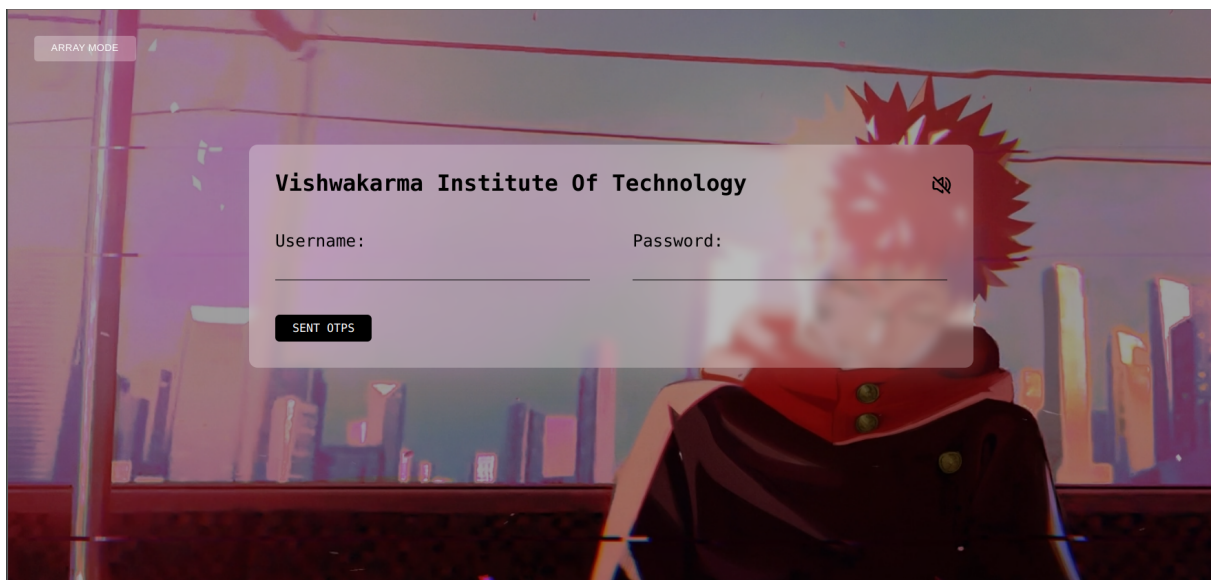 ARRAY MODE
Vishwakarma Institute Of Technology
Username:
Password:
SENT OTPS